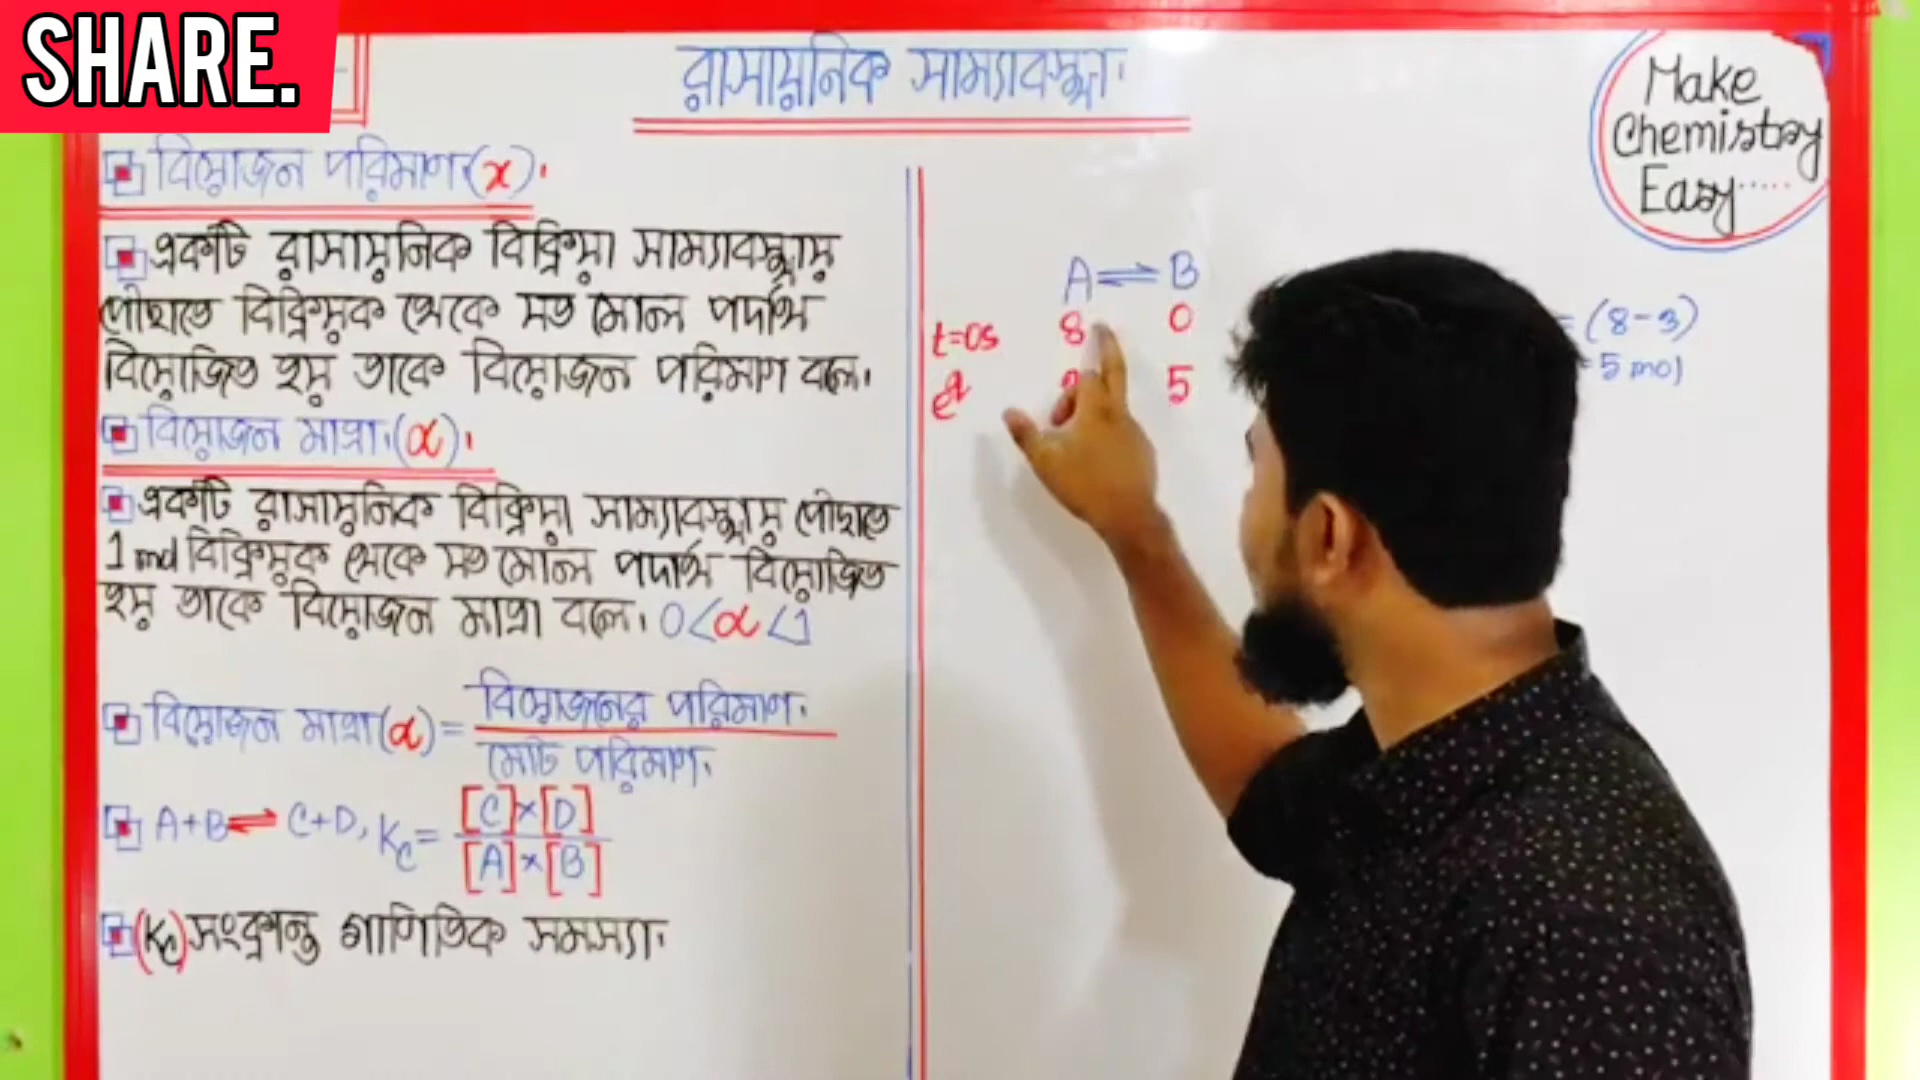 SHARE.
রাসায়নিক সাম্যাবস্থা।
Make
Chemistry
Easy.....
বিয়োজন পরিমাণ (x)।
একটি রাসায়নিক বিক্রিয়া সাম্যাবস্থায়
পৌছাতে বিক্রিয়ক থেকে যত মোল পদার্থ
বিয়োজিত হয় তাকে বিয়োজন পরিমাণ বলে।
বিয়োজন মাত্রা।(α)।
একটি রাসায়নিক বিক্রিয়া সাম্যাবস্থায় পৌছাতে
1 mol বিক্রিয়ক থেকে যত মোল পদার্থ বিয়োজিত
হয় তাকে বিয়োজন মাত্রা বলে। 0<α<1
বিয়োজন মাত্রা(α)= বিয়োজনের পরিমাণ।
মোট পরিমাণ।
A+B⇌ C+D, Kc= [C]×[D]
[A]×[B]
(Kc) সংক্রান্ত গাণিতিক সমস্যা।
A⇌B
t=0s 8 0
5
= (8-3)
5 mol